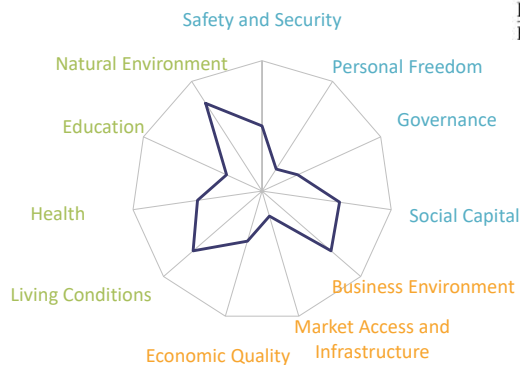 Safety and Security
Natural Environment
Personal Freedom
Education
Governance
Health
Social Capital
Living Conditions
Business Environment
Market Access and
Infrastructure
Economic Quality